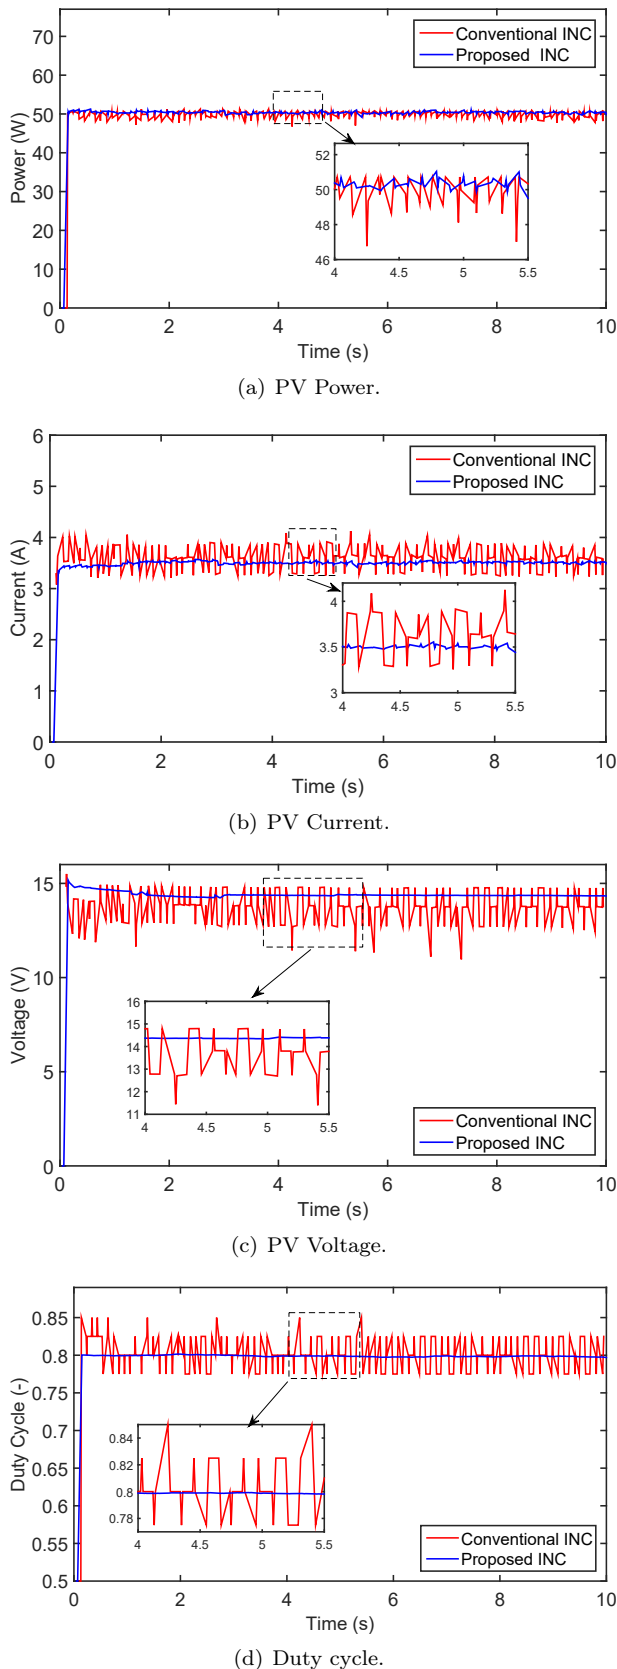 70
60
50
40
30
20
10
0
Power (W)
Conventional INC
Proposed INC
52
50
48
46
4 4.5 5 5.5
0 2 4 6 8 10
Time (s)
(a) PV Power.
6
5
4
3
2
1
0
Current (A)
Conventional INC
Proposed INC
4
3.5
3
4 4.5 5 5.5
0 2 4 6 8 10
Time (s)
(b) PV Current.
15
10
5
0
Voltage (V)
16
15
14
13
12
11
4 4.5 5 5.5
Conventional INC
Proposed INC
0 2 4 6 8 10
Time (s)
(c) PV Voltage.
0.85
0.8
0.75
0.7
0.65
0.6
0.55
0.5
Duty Cycle (-)
0.84
0.82
0.8
0.78
4 4.5 5 5.5
Conventional INC
Proposed INC
0 2 4 6 8 10
Time (s)
(d) Duty cycle.